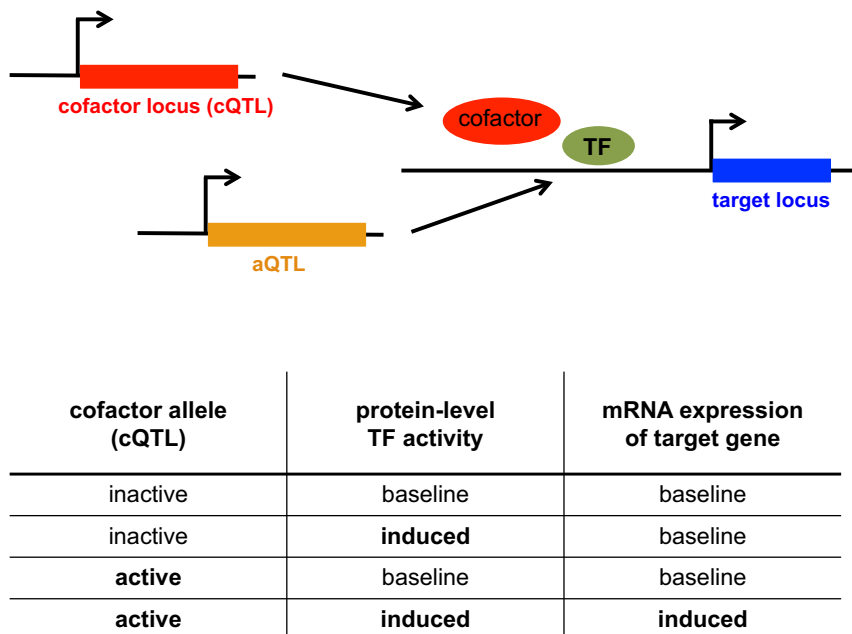 cofactor locus (cQTL)
cofactor
TF
target locus
aQTL
cofactor allele
(cQTL)
protein-level
TF activity
mRNA expression
of target gene
inactive baseline baseline
inactive induced baseline
active baseline baseline
active induced induced